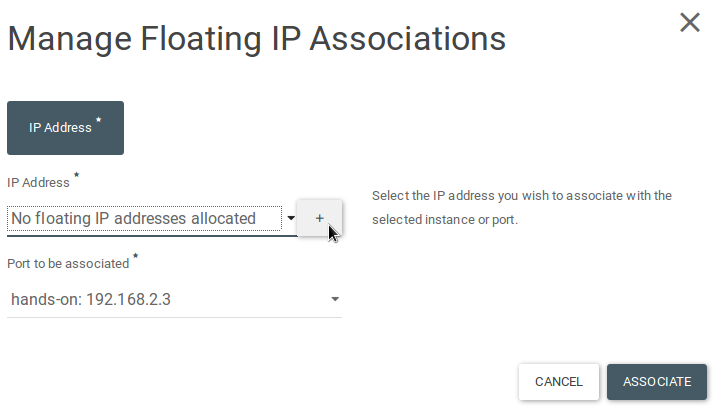 Manage Floating IP Associations
IP Address *
IP Address *
No floating IP addresses allocated
+
Select the IP address you wish to associate with the
selected instance or port.
Port to be associated *
hands-on: 192.168.2.3
CANCEL
ASSOCIATE